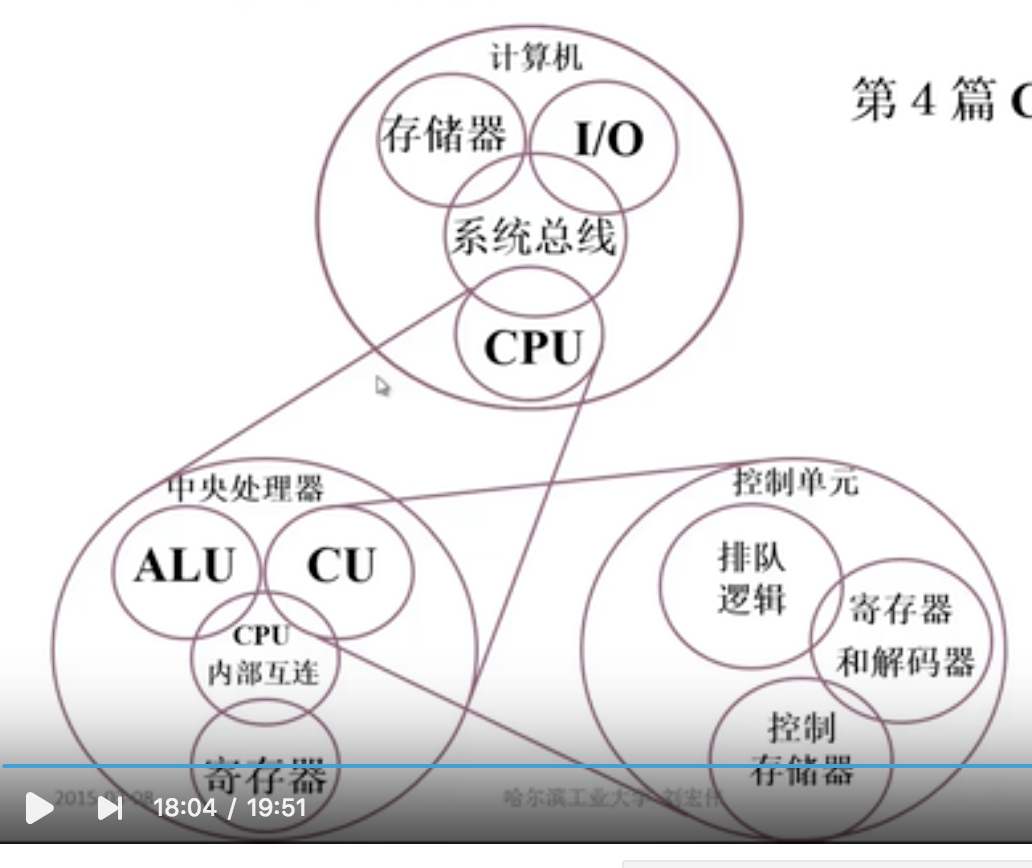 计算机
第 4 篇 C
存储器
I/O
系统总线
CPU
中央处理器
ALU
CU
CPU
内部互连
寄存器
控制单元
排队
逻辑
寄存器
和解码器
控制
存储器
18:04 / 19:51
哈尔滨工业大学 刘宏伟